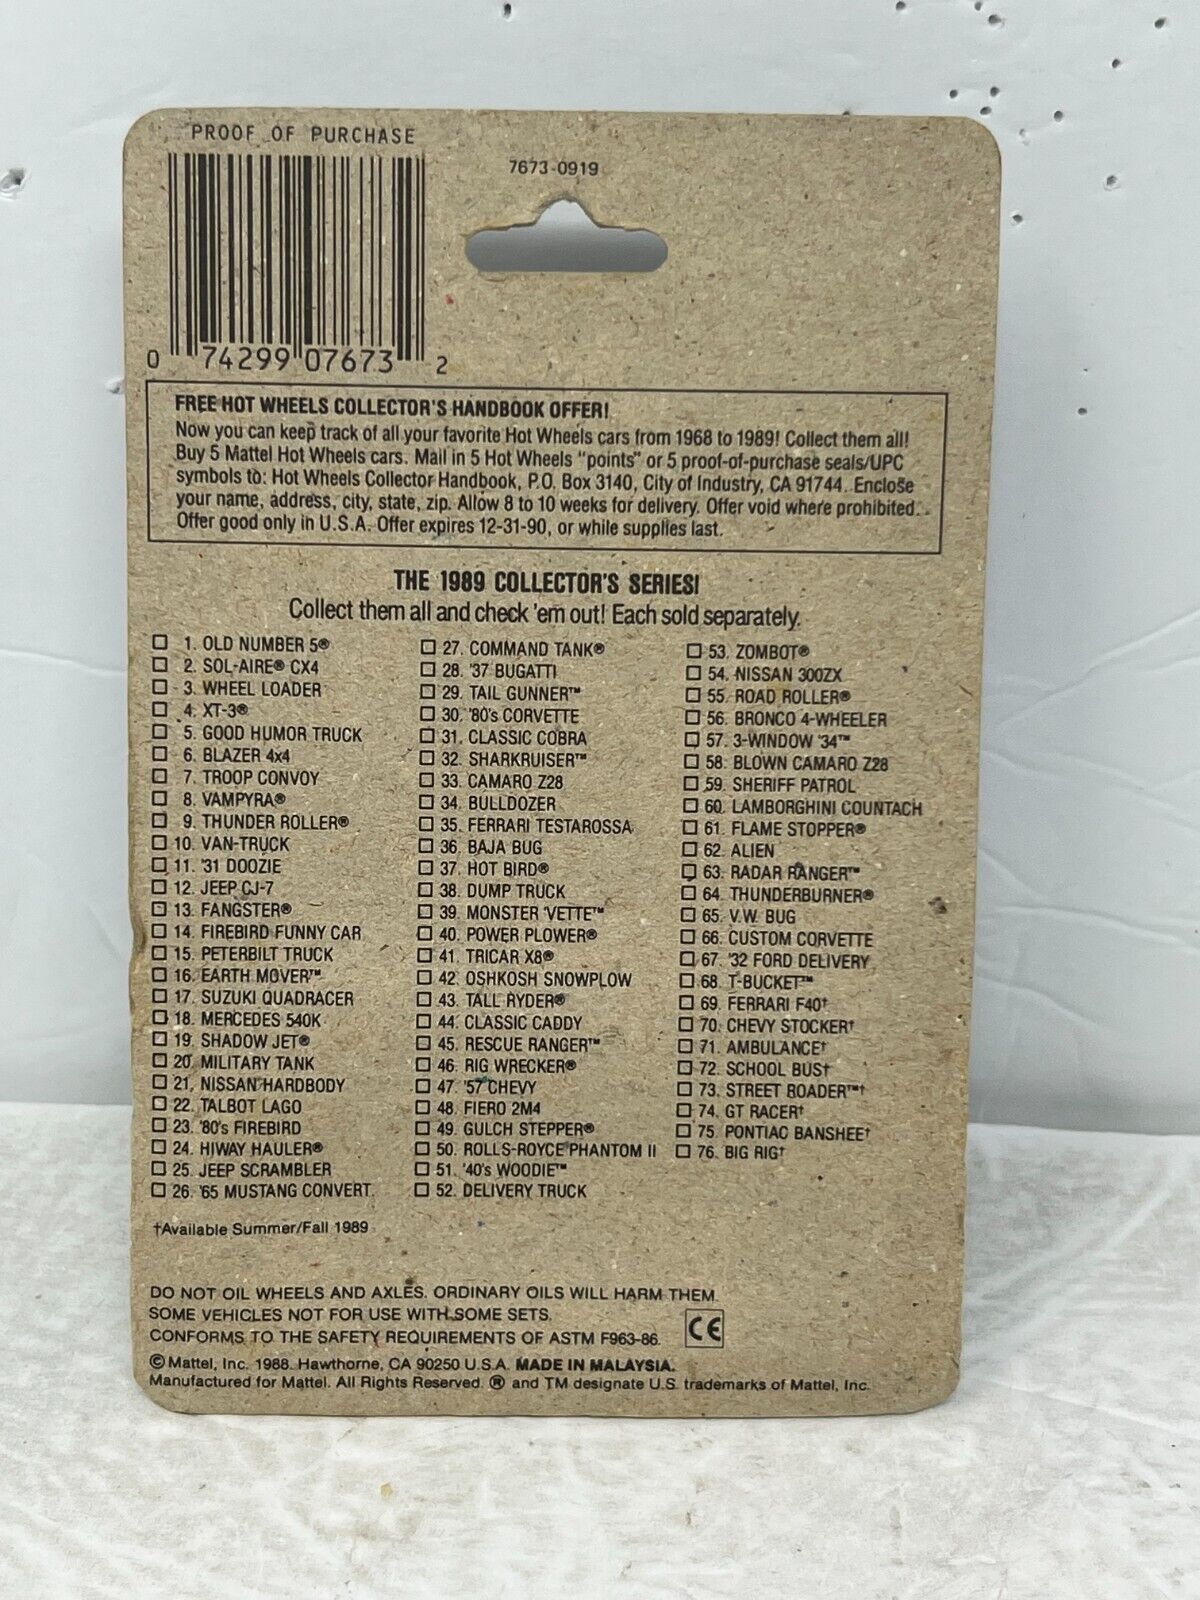 PROOF OF PURCHASE
7673-0919
0 74299 07673 2
FREE HOT WHEELS COLLECTOR'S HANDBOOK OFFER!
Now you can keep track of all your favorite Hot Wheels cars from 1968 to 1989! Collect them all!
Buy 5 Mattel Hot Wheels cars. Mail in 5 Hot Wheels "points" or 5 proof-of-purchase seals/UPC
symbols to: Hot Wheels Collector Handbook, P.O. Box 3140, City of Industry, CA 91744. Enclose
your name, address, city, state, zip. Allow 8 to 10 weeks for delivery. Offer void where prohibited.
Offer good only in U.S.A. Offer expires 12-31-90, or while supplies last.
THE 1989 COLLECTOR'S SERIES!
Collect them all and check 'em out! Each sold separately.
1. OLD NUMBER 5®
2. SOL-AIRE® CX4
3. WHEEL LOADER
4. XT-3®
5. GOOD HUMOR TRUCK
6. BLAZER 4x4
7. TROOP CONVOY
8. VAMPYRA®
9. THUNDER ROLLER®
10. VAN-TRUCK
11. '31 DOOZIE
12. JEEP CJ-7
13. FANGSTER®
14. FIREBIRD FUNNY CAR
15. PETERBILT TRUCK
16. EARTH MOVER™
17. SUZUKI QUADRACER
18. MERCEDES 540K
19. SHADOW JET®
20. MILITARY TANK
21. NISSAN HARDBODY
22. TALBOT LAGO
23. '80's FIREBIRD
24. HIWAY HAULER®
25. JEEP SCRAMBLER
26. '65 MUSTANG CONVERT.
27. COMMAND TANK®
28. '37 BUGATTI
29. TAIL GUNNER™
30. '80's CORVETTE
31. CLASSIC COBRA
32. SHARKRUISER™
33. CAMARO Z28
34. BULLDOZER
35. FERRARI TESTAROSSA
36. BAJA BUG
37. HOT BIRD®
38. DUMP TRUCK
39. MONSTER 'VETTE™
40. POWER PLOWER®
41. TRICAR X8®
42. OSHKOSH SNOWPLOW
43. TALL RYDER®
44. CLASSIC CADDY
45. RESCUE RANGER™
46. RIG WRECKER®
47. '57 CHEVY
48. FIERO 2M4
49. GULCH STEPPER®
50. ROLLS-ROYCE PHANTOM II
51. '40's WOODIE™
52. DELIVERY TRUCK
53. ZOMBOT®
54. NISSAN 300ZX
55. ROAD ROLLER®
56. BRONCO 4-WHEELER
57. 3-WINDOW '34™
58. BLOWN CAMARO Z28
59. SHERIFF PATROL
60. LAMBORGHINI COUNTACH
61. FLAME STOPPER®
62. ALIEN
63. RADAR RANGER™
64. THUNDERBURNER®
65. V.W. BUG
66. CUSTOM CORVETTE
67. '32 FORD DELIVERY
68. T-BUCKET™
69. FERRARI F40†
70. CHEVY STOCKER†
71. AMBULANCE†
72. SCHOOL BUS†
73. STREET ROADER™†
74. GT RACER†
75. PONTIAC BANSHEE†
76. BIG RIG†
†Available Summer/Fall 1989
DO NOT OIL WHEELS AND AXLES. ORDINARY OILS WILL HARM THEM.
SOME VEHICLES NOT FOR USE WITH SOME SETS.
CONFORMS TO THE SAFETY REQUIREMENTS OF ASTM F963-86. CE
©Mattel, Inc. 1988. Hawthorne, CA 90250 U.S.A. MADE IN MALAYSIA.
Manufactured for Mattel. All Rights Reserved. ® and TM designate U.S. trademarks of Mattel, Inc.